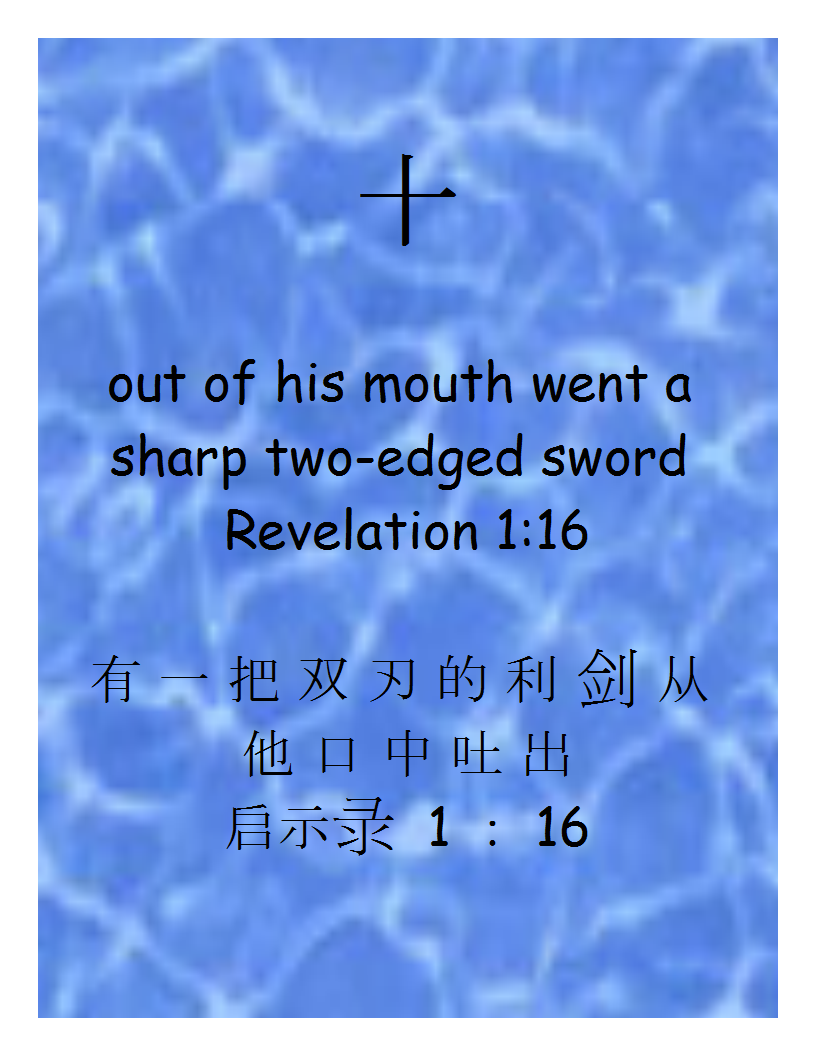 十
out of his mouth went a
sharp two-edged sword
Revelation 1:16
有 一 把 双 刃 的 利 剑 从
他 口 中 吐 出
启示录 1 : 16